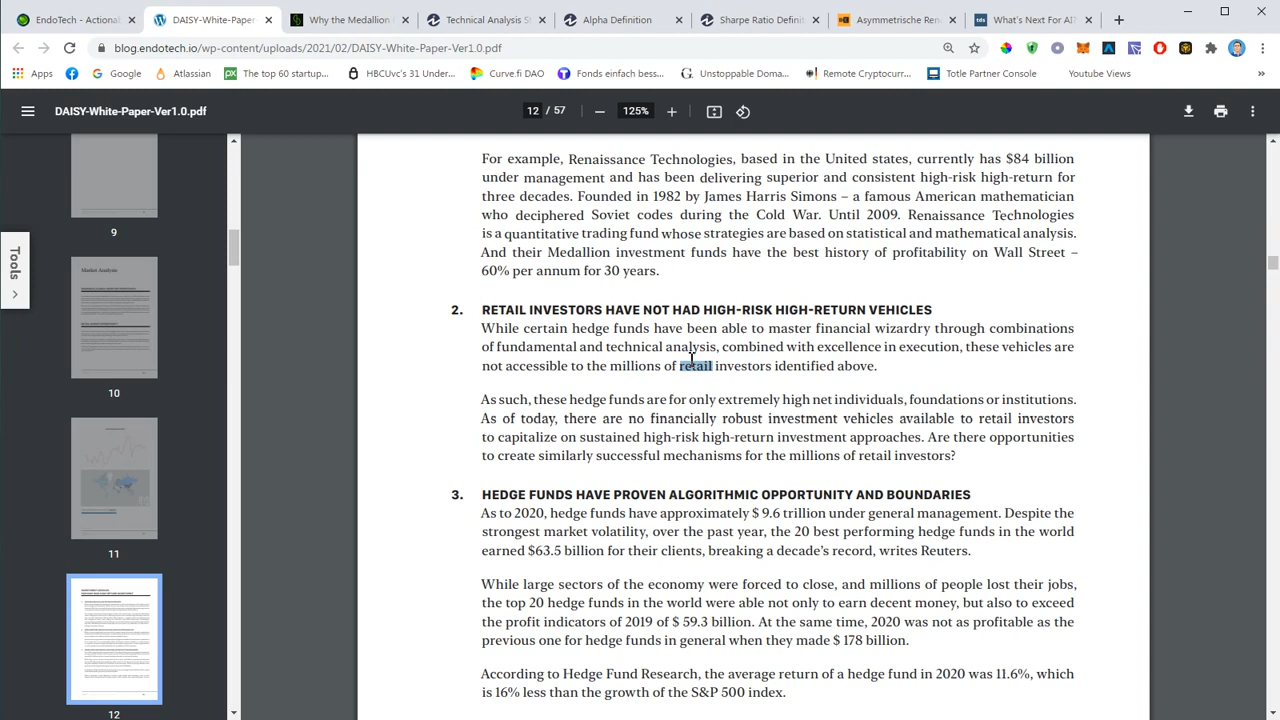 EndoTech - Actional
DAISY-White-Paper-
Why the Medallion F
Technical Analysis St
Alpha Definition
Sharpe Ratio Definit
Asymmetrische Ren
What's Next For AI?
blog.endotech.io/wp-content/uploads/2021/02/DAISY-White-Paper-Ver1.0.pdf
Apps
Google
Atlassian
The top 60 startup...
HBCUvc's 31 Under...
Curve.fi DAO
Fonds einfach bess...
Unstoppable Doma...
Remote Cryptocurr...
Totle Partner Console
Youtube Views
DAISY-White-Paper-Ver1.0.pdf
12 / 57
125%
Tools
9
10
11
12
For example, Renaissance Technologies, based in the United states, currently has $84 billion
under management and has been delivering superior and consistent high-risk high-return for
three decades. Founded in 1982 by James Harris Simons – a famous American mathematician
who deciphered Soviet codes during the Cold War. Until 2009. Renaissance Technologies
is a quantitative trading fund whose strategies are based on statistical and mathematical analysis.
And their Medallion investment funds have the best history of profitability on Wall Street –
60% per annum for 30 years.
2. RETAIL INVESTORS HAVE NOT HAD HIGH-RISK HIGH-RETURN VEHICLES
While certain hedge funds have been able to master financial wizardry through combinations
of fundamental and technical analysis, combined with excellence in execution, these vehicles are
not accessible to the millions of retail investors identified above.
As such, these hedge funds are for only extremely high net individuals, foundations or institutions.
As of today, there are no financially robust investment vehicles available to retail investors
to capitalize on sustained high-risk high-return investment approaches. Are there opportunities
to create similarly successful mechanisms for the millions of retail investors?
3. HEDGE FUNDS HAVE PROVEN ALGORITHMIC OPPORTUNITY AND BOUNDARIES
As to 2020, hedge funds have approximately $ 9.6 trillion under general management. Despite the
strongest market volatility, over the past year, the 20 best performing hedge funds in the world
earned $63.5 billion for their clients, breaking a decade's record, writes Reuters.
While large sectors of the economy were forced to close, and millions of people lost their jobs,
the top 20 hedge funds in the world were able not only to earn decent money, but also to exceed
the profit indicators of 2019 of $ 59.3 billion. At the same time, 2020 was not as profitable as the
previous one for hedge funds in general when they made $ 178 billion.
According to Hedge Fund Research, the average return of a hedge fund in 2020 was 11.6%, which
is 16% less than the growth of the S&P 500 index.